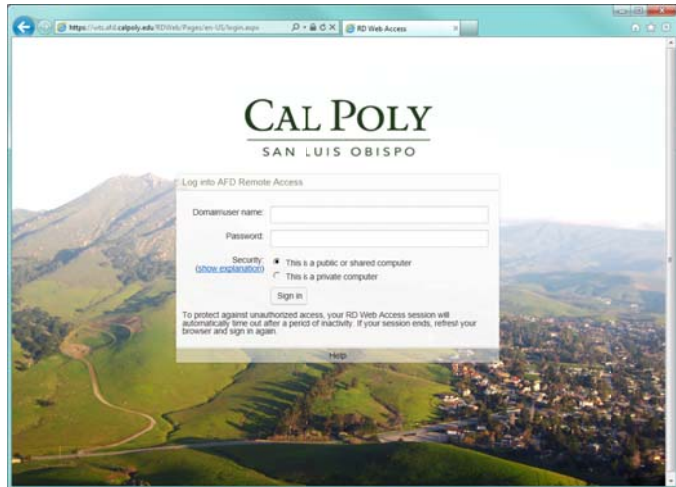 https://wts.afd.calpoly.edu/RDWeb/Pages/en-US/login.aspx
RD Web Access
CAL POLY
SAN LUIS OBISPO
Log into AFD Remote Access
Domain\user name:
Password:
Security:
(show explanation)
This is a public or shared computer
This is a private computer
Sign in
To protect against unauthorized access, your RD Web Access session will
automatically time out after a period of inactivity. If your session ends, refresh your
browser and sign in again.
Help